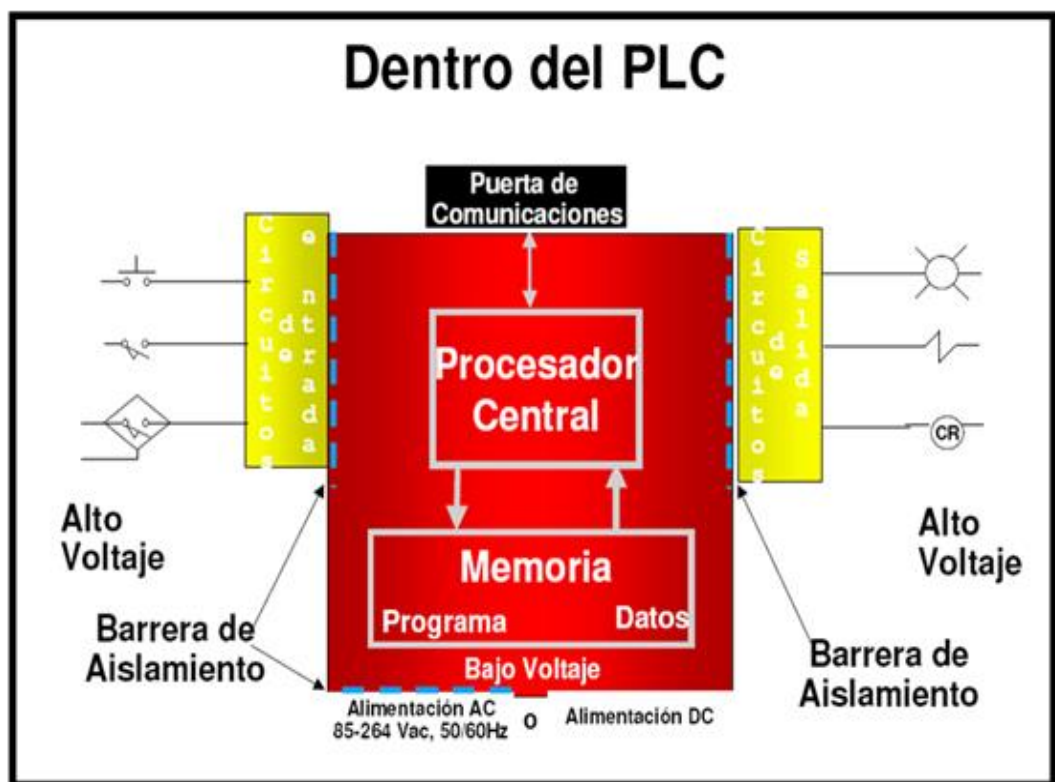 Dentro del PLC
Puerta de
Comunicaciones
Circuitos
de
entrada
Procesador
Central
Circuitos
de
Salida
CR
Alto
Voltaje
Alto
Voltaje
Memoria
Programa
Datos
Bajo Voltaje
Barrera de
Aislamiento
Barrera de
Aislamiento
Alimentación AC
85-264 Vac, 50/60Hz
o
Alimentación DC